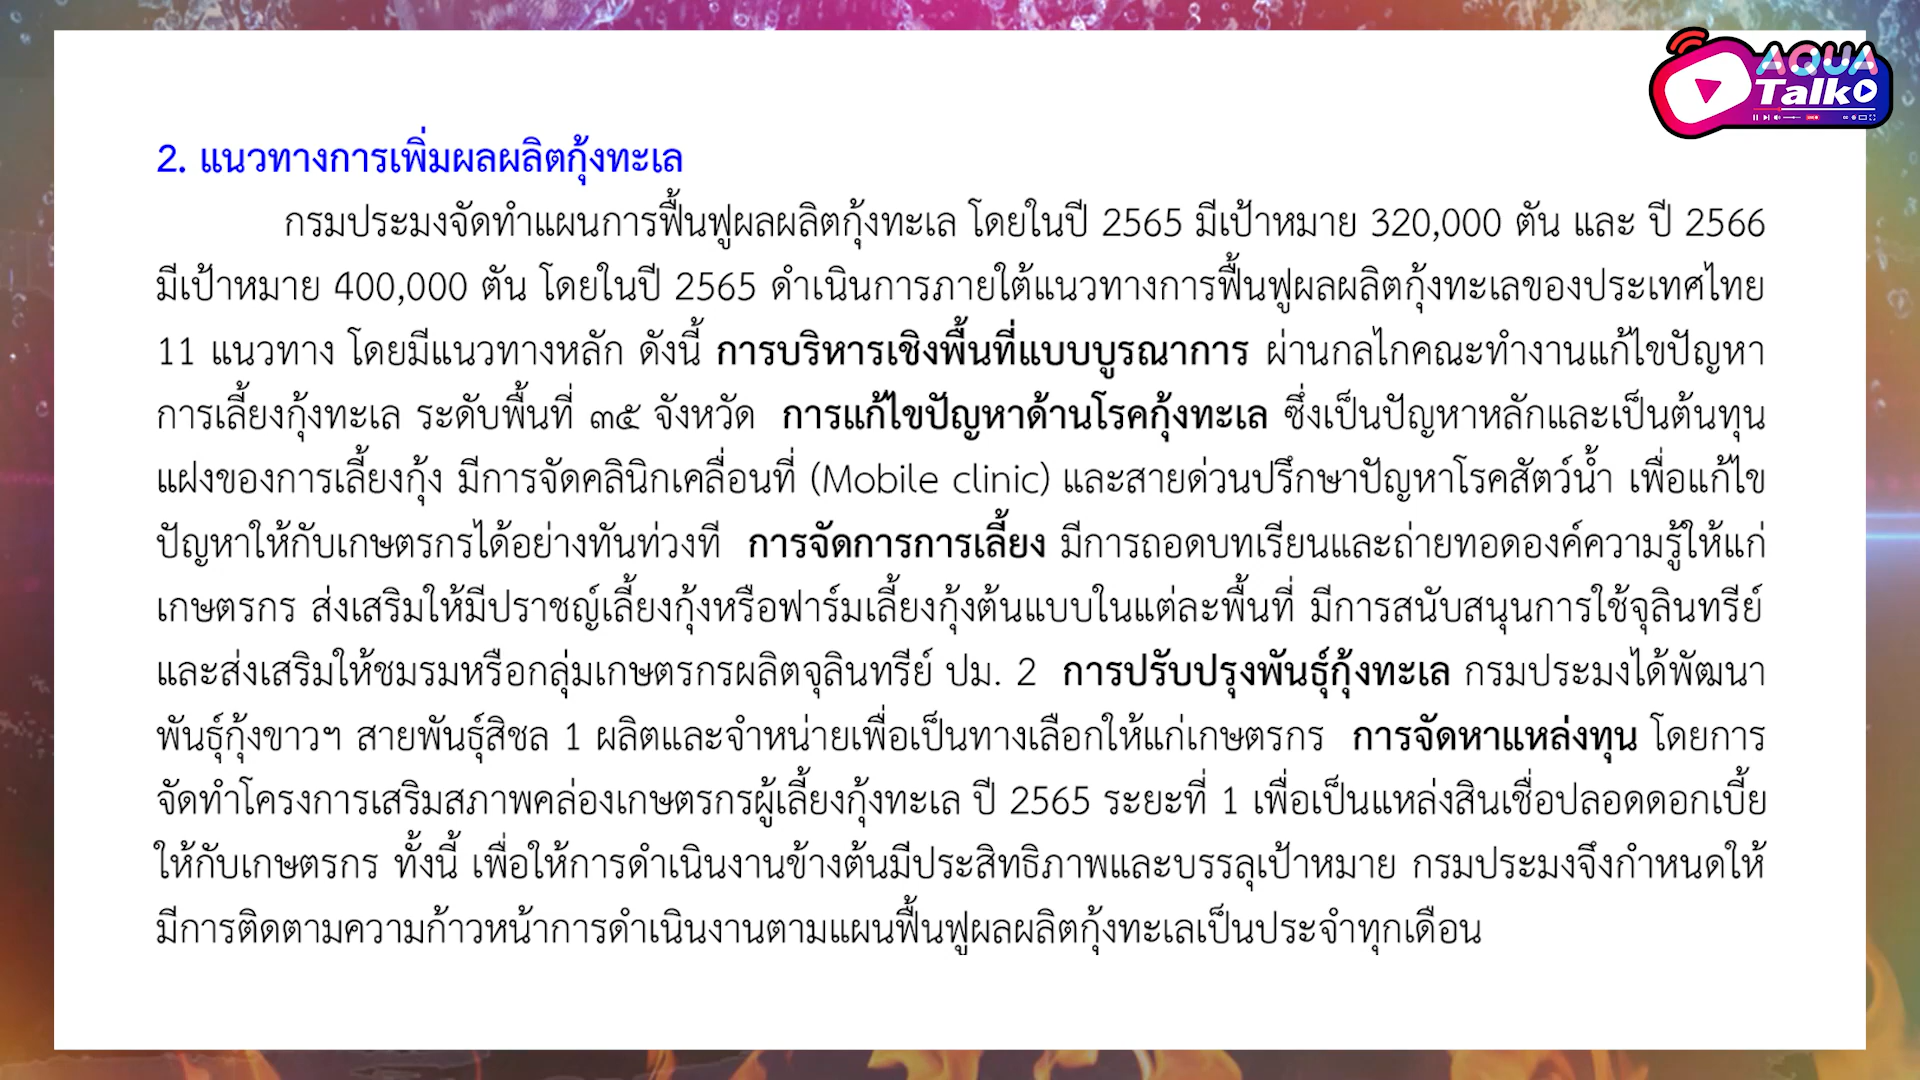 AQUA
Talk
2. แนวทางการเพิ่มผลผลิตกุ้งทะเล
กรมประมงจัดทำแผนการฟื้นฟูผลผลิตกุ้งทะเล โดยในปี 2565 มีเป้าหมาย 320,000 ตัน และ ปี 2566
มีเป้าหมาย 400,000 ตัน โดยในปี 2565 ดำเนินการภายใต้แนวทางการฟื้นฟูผลผลิตกุ้งทะเลของประเทศไทย
11 แนวทาง โดยมีแนวทางหลัก ดังนี้ การบริหารเชิงพื้นที่แบบบูรณาการ ผ่านกลไกคณะทำงานแก้ไขปัญหา
การเลี้ยงกุ้งทะเล ระดับพื้นที่ ๓๕ จังหวัด การแก้ไขปัญหาด้านโรคกุ้งทะเล ซึ่งเป็นปัญหาหลักและเป็นต้นทุน
แฝงของการเลี้ยงกุ้ง มีการจัดคลินิกเคลื่อนที่ (Mobile clinic) และสายด่วนปรึกษาปัญหาโรคสัตว์น้ำ เพื่อแก้ไข
ปัญหาให้กับเกษตรกรได้อย่างทันท่วงที การจัดการการเลี้ยง มีการถอดบทเรียนและถ่ายทอดองค์ความรู้ให้แก่
เกษตรกร ส่งเสริมให้มีปราชญ์เลี้ยงกุ้งหรือฟาร์มเลี้ยงกุ้งต้นแบบในแต่ละพื้นที่ มีการสนับสนุนการใช้จุลินทรีย์
และส่งเสริมให้ชมรมหรือกลุ่มเกษตรกรผลิตจุลินทรีย์ ปม. 2 การปรับปรุงพันธุ์กุ้งทะเล กรมประมงได้พัฒนา
พันธุ์กุ้งขาวฯ สายพันธุ์สิชล 1 ผลิตและจำหน่ายเพื่อเป็นทางเลือกให้แก่เกษตรกร การจัดหาแหล่งทุน โดยการ
จัดทำโครงการเสริมสภาพคล่องเกษตรกรผู้เลี้ยงกุ้งทะเล ปี 2565 ระยะที่ 1 เพื่อเป็นแหล่งสินเชื่อปลอดดอกเบี้ย
ให้กับเกษตรกร ทั้งนี้ เพื่อให้การดำเนินงานข้างต้นมีประสิทธิภาพและบรรลุเป้าหมาย กรมประมงจึงกำหนดให้
มีการติดตามความก้าวหน้าการดำเนินงานตามแผนฟื้นฟูผลผลิตกุ้งทะเลเป็นประจำทุกเดือน